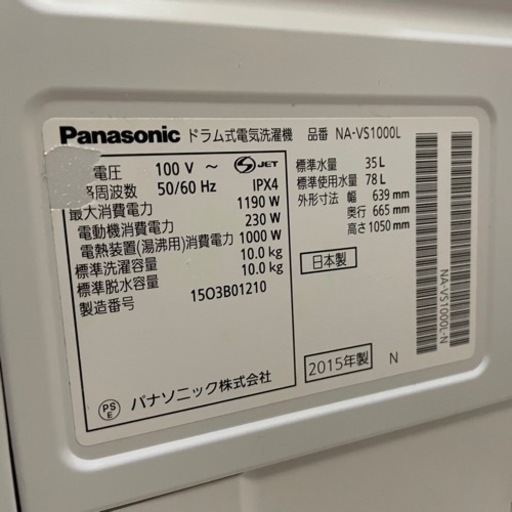 Panasonic ドラム式電気洗濯機 品番 NA-VS1000L
電圧 100 V ~ S JET
周波数 50/60 Hz IPX4
最大消費電力 1190 W
電動機消費電力 230 W
電熱装置(湯沸用)消費電力 1000 W
標準洗濯容量 10.0 kg
標準脱水容量 10.0 kg
製造番号 15O3B01210
標準水量 35 L
標準使用水量 78 L
外形寸法 幅 639 mm
奥行 665 mm
高さ 1050 mm
日本製
2015年製 N
PS
E
パナソニック株式会社
NA-VS1000L-N